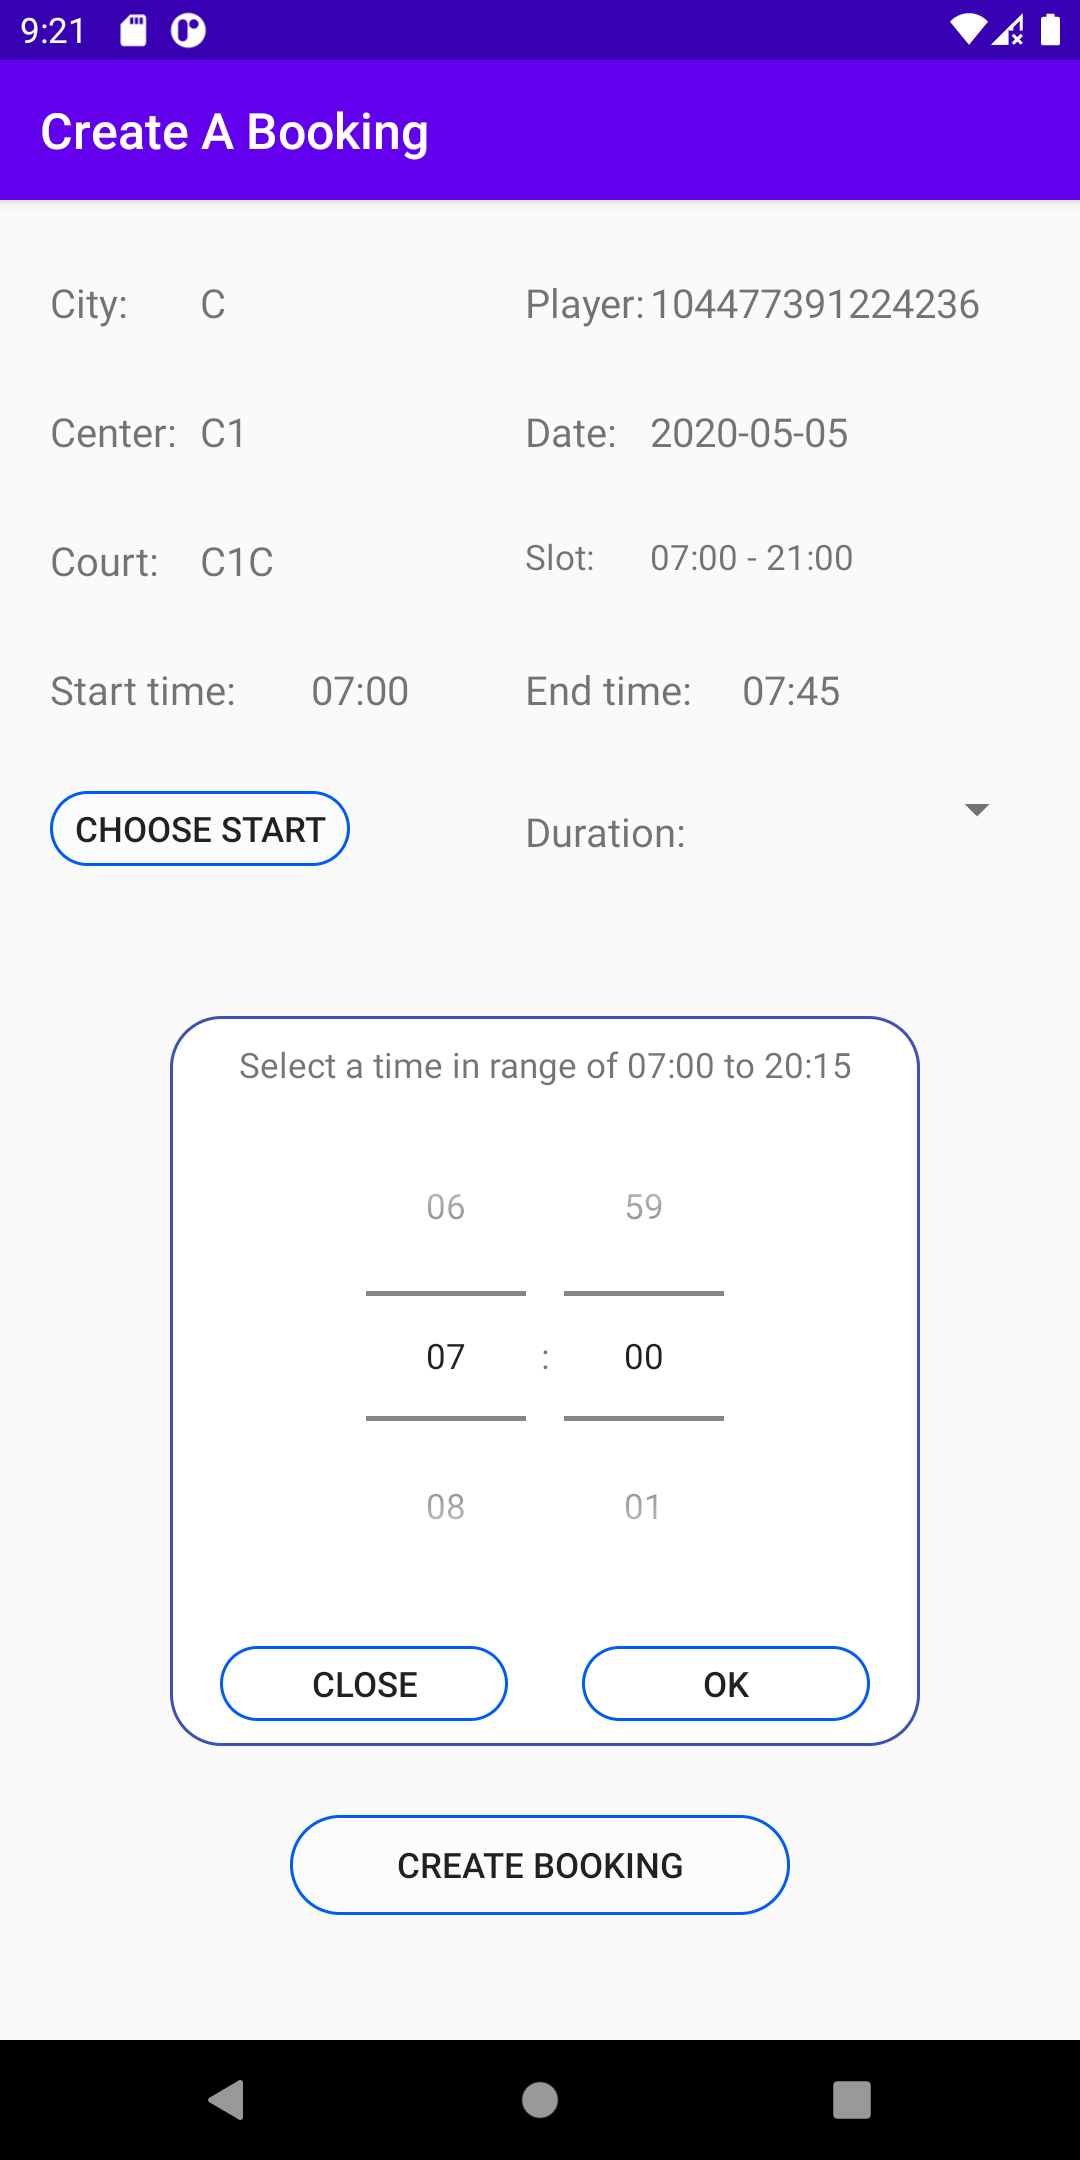 9:21
Create A Booking
City: C Player: 104477391224236
Center: C1 Date: 2020-05-05
Court: C1C Slot: 07:00 - 21:00
Start time: 07:00 End time: 07:45
CHOOSE START Duration:
Select a time in range of 07:00 to 20:15
06 59
07 : 00
08 01
CLOSE OK
CREATE BOOKING